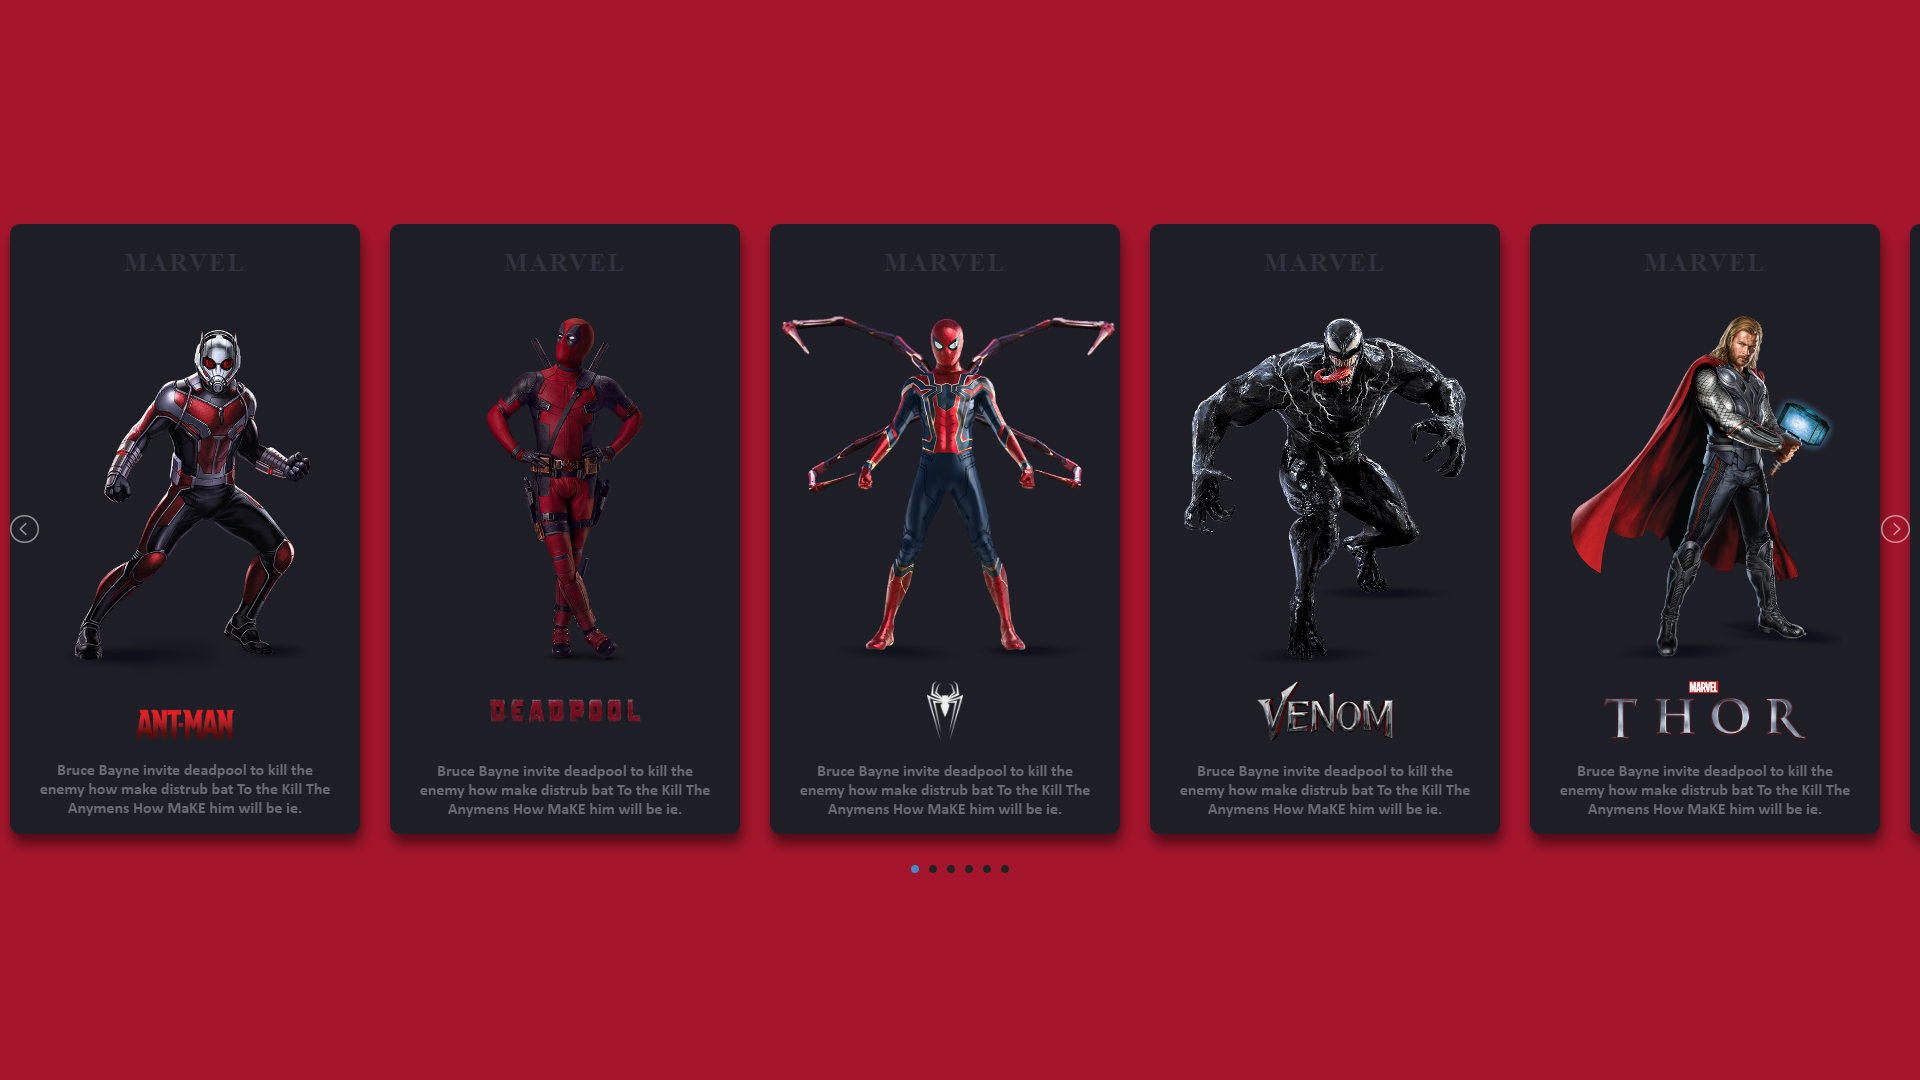 MARVEL
ANT-MAN
Bruce Bayne invite deadpool to kill the
enemy how make distrub bat To the Kill The
Anymens How MaKE him will be ie.
MARVEL
DEADPOOL
Bruce Bayne invite deadpool to kill the
enemy how make distrub bat To the Kill The
Anymens How MaKE him will be ie.
MARVEL
Bruce Bayne invite deadpool to kill the
enemy how make distrub bat To the Kill The
Anymens How MaKE him will be ie.
MARVEL
VENOM
Bruce Bayne invite deadpool to kill the
enemy how make distrub bat To the Kill The
Anymens How MaKE him will be ie.
MARVEL
MARVEL
THOR
Bruce Bayne invite deadpool to kill the
enemy how make distrub bat To the Kill The
Anymens How MaKE him will be ie.